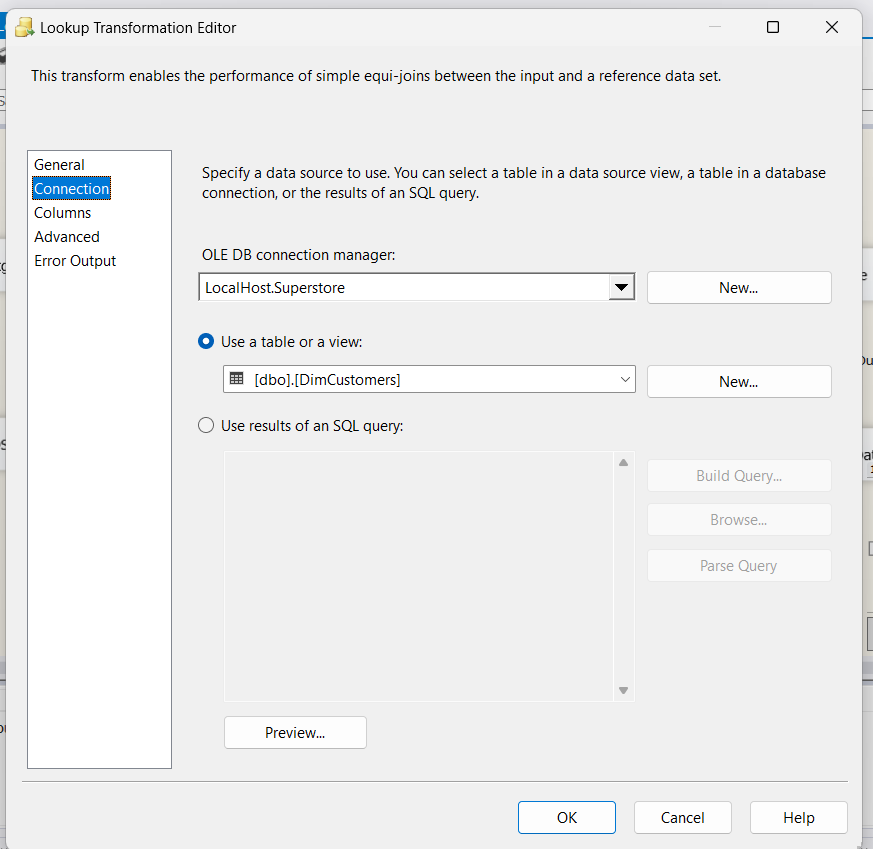 Lookup Transformation Editor
This transform enables the performance of simple equi-joins between the input and a reference data set.
General
Connection
Columns
Advanced
Error Output
Specify a data source to use. You can select a table in a data source view, a table in a database
connection, or the results of an SQL query.
OLE DB connection manager:
LocalHost.Superstore
New...
Use a table or a view:
[dbo].[DimCustomers]
New...
Use results of an SQL query:
Build Query...
Browse...
Parse Query
Preview...
OK
Cancel
Help